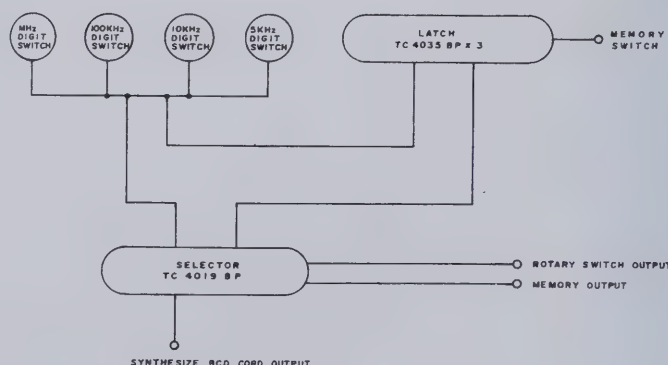 MHz
DIGIT
SWITCH
100KHz
DIGIT
SWITCH
10KHz
DIGIT
SWITCH
5KHz
DIGIT
SWITCH
LATCH
TC 4035 BP x 3
MEMORY
SWITCH
SELECTOR
TC 4019 BP
ROTARY SWITCH OUTPUT
MEMORY OUTPUT
SYNTHESIZE BCD CORD OUTPUT